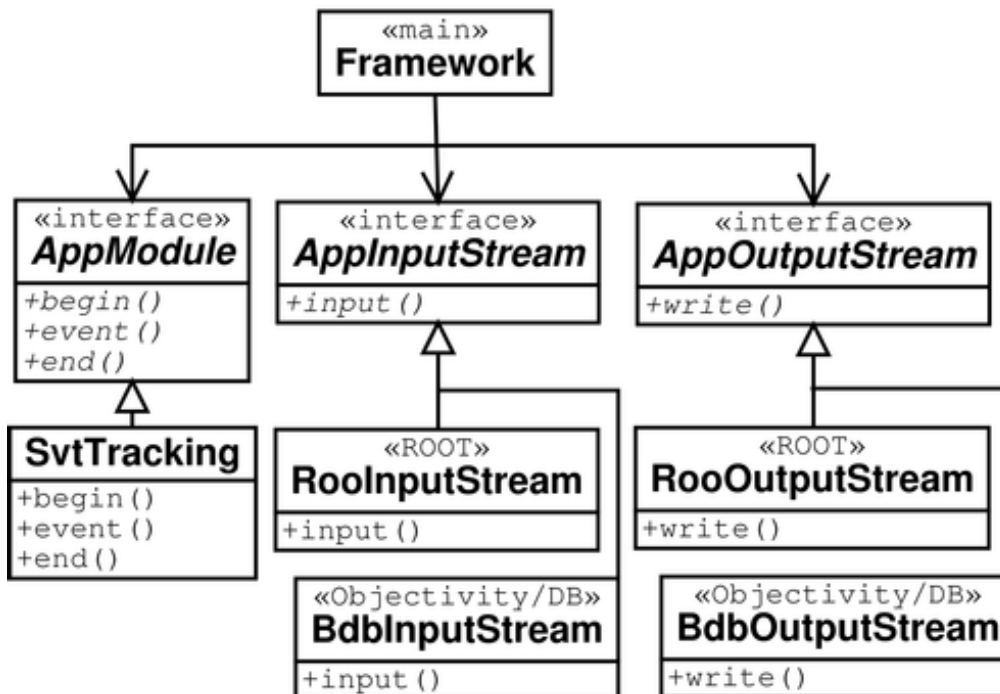 «main»
Framework
«interface»
AppModule
+begin()
+event()
+end()
«interface»
AppInputStream
+input()
«interface»
AppOutputStream
+write()
SvtTracking
+begin()
+event()
+end()
«ROOT»
RooInputStream
+input()
«ROOT»
RooOutputStream
+write()
«Objectivity/DB»
BdbInputStream
+input()
«Objectivity/DB»
BdbOutputStream
+write()